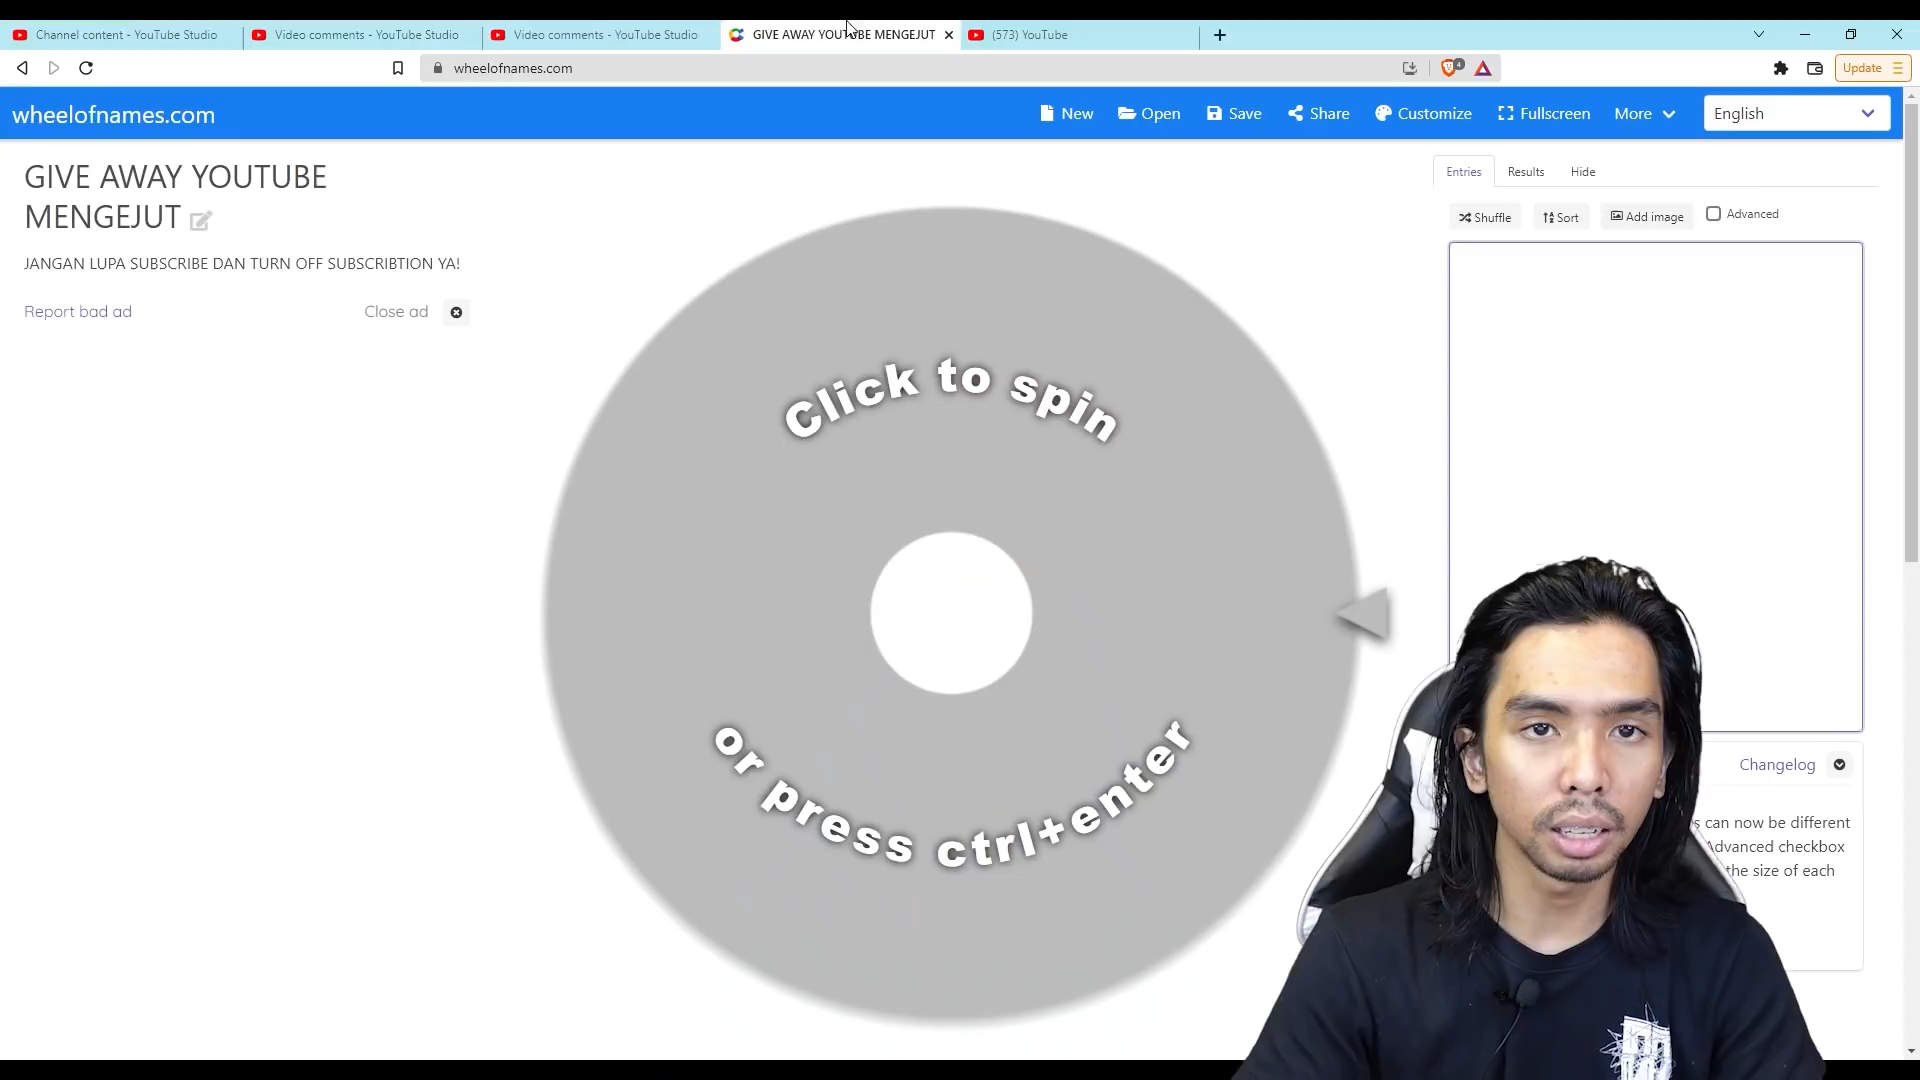 Channel content - YouTube Studio
Video comments - YouTube Studio
Video comments - YouTube Studio
GIVE AWAY YOUTUBE MENGEJUT
(573) YouTube
wheelofnames.com
4
Update
wheelofnames.com
New
Open
Save
Share
Customize
Fullscreen
More
English
GIVE AWAY YOUTUBE
MENGEJUT
JANGAN LUPA SUBSCRIBE DAN TURN OFF SUBSCRIBTION YA!
Report bad ad
Close ad
Entries
Results
Hide
Shuffle
Sort
Add image
Advanced
Click to spin
or press ctrl+enter
Changelog
s can now be different
Advanced checkbox
the size of each